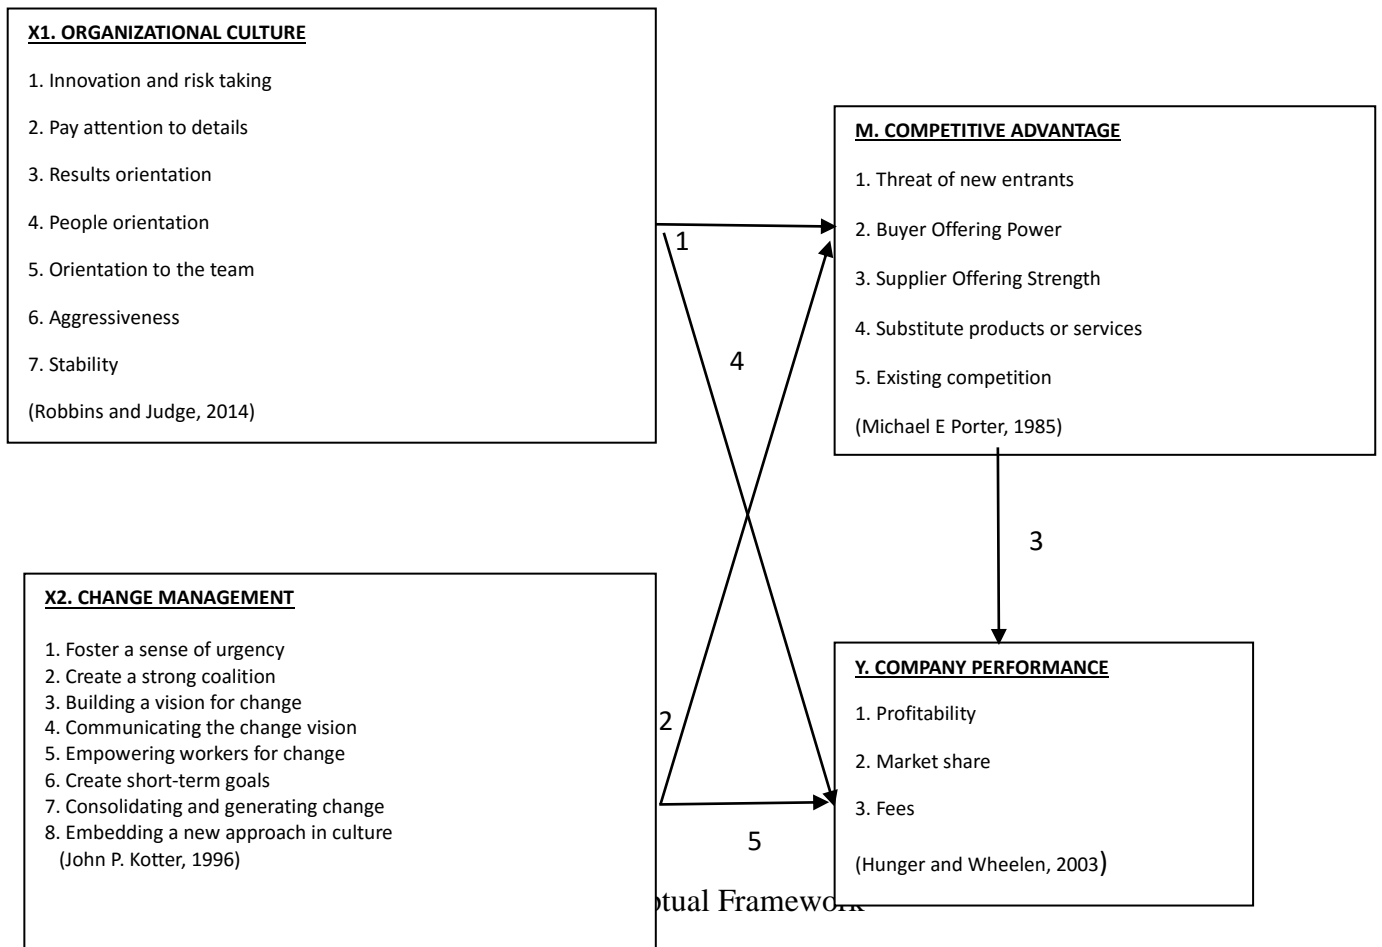 X1. ORGANIZATIONAL CULTURE
1. Innovation and risk taking
2. Pay attention to details
3. Results orientation
4. People orientation
5. Orientation to the team
6. Aggressiveness
7. Stability
(Robbins and Judge, 2014)
M. COMPETITIVE ADVANTAGE
1. Threat of new entrants
2. Buyer Offering Power
3. Supplier Offering Strength
4. Substitute products or services
5. Existing competition
(Michael E Porter, 1985)
1
4
3
2
5
X2. CHANGE MANAGEMENT
1. Foster a sense of urgency
2. Create a strong coalition
3. Building a vision for change
4. Communicating the change vision
5. Empowering workers for change
6. Create short-term goals
7. Consolidating and generating change
8. Embedding a new approach in culture
(John P. Kotter, 1996)
Y. COMPANY PERFORMANCE
1. Profitability
2. Market share
3. Fees
(Hunger and Wheelen, 2003)
Framework